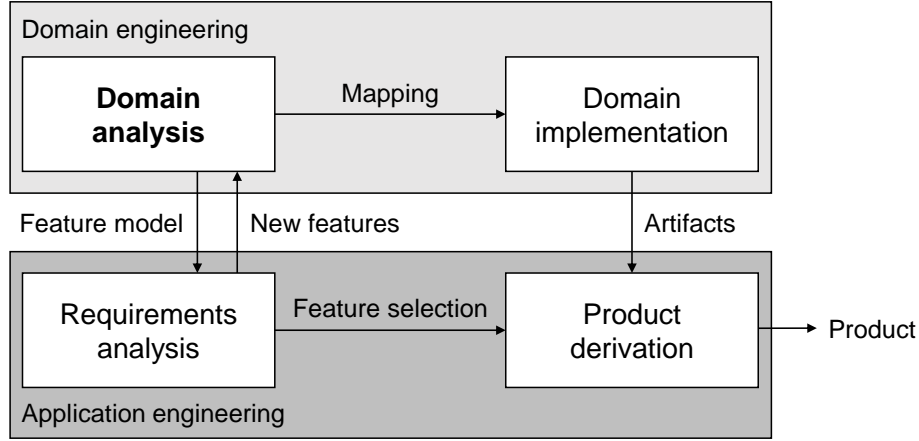 Domain engineering
Domain
analysis
Mapping
Domain
implementation
Feature model
New features
Artifacts
Requirements
analysis
Feature selection
Product
derivation
Product
Application engineering